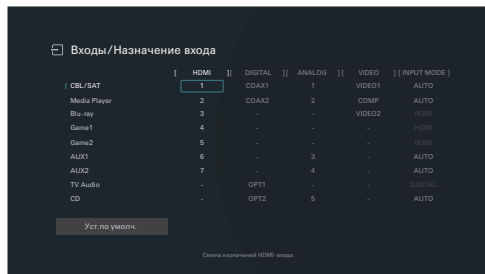 Входы/Назначение входа
[ HDMI ][ DIGITAL ][ ANALOG ][ VIDEO ][ INPUT MODE ]
CBL/SAT 1 COAX1 1 VIDEO1 AUTO
Media Player 2 COAX2 2 COMP AUTO
Blu-ray 3 - - VIDEO2 HDMI
Game1 4 - - - HDMI
Game2 5 - - - HDMI
AUX1 6 - 3 - AUTO
AUX2 7 - 4 - AUTO
TV Audio - OPT1 - - DIGITAL
CD - OPT2 5 - AUTO
Уст.по умолч.
Смена назначений HDMI-входа.